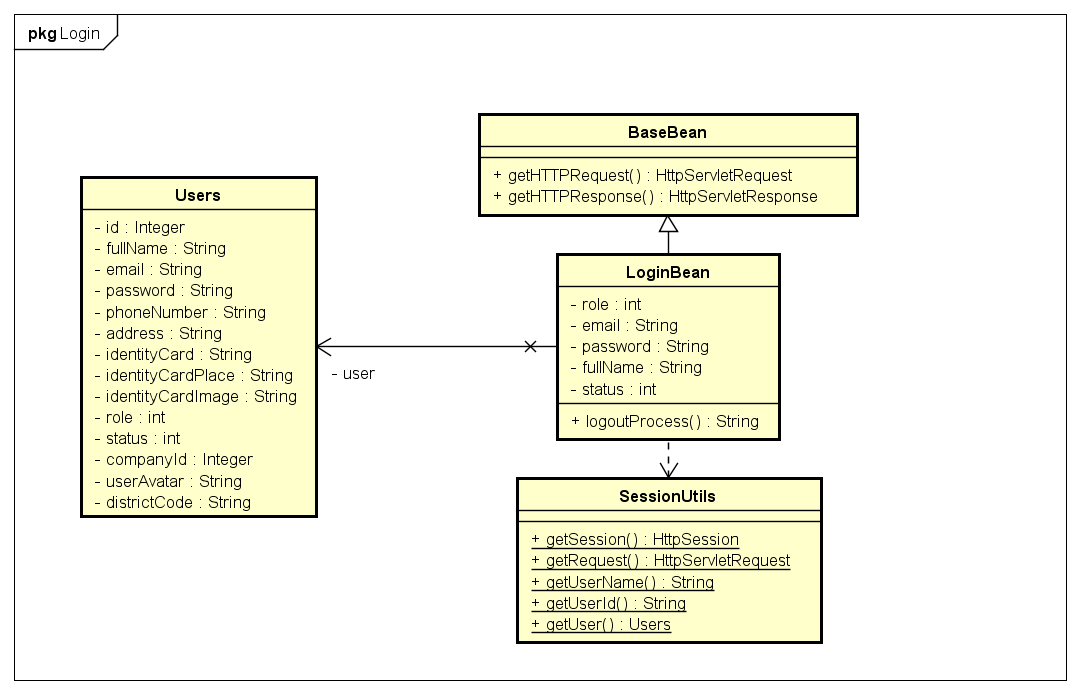 pkg Login
BaseBean
+ getHTTPRequest() : HttpServletRequest
+ getHTTPResponse() : HttpServletResponse
Users
- id : Integer
- fullName : String
- email : String
- password : String
- phoneNumber : String
- address : String
- identityCard : String
- identityCardPlace : String
- identityCardImage : String
- role : int
- status : int
- companyId : Integer
- userAvatar : String
- districtCode : String
- user
LoginBean
- role : int
- email : String
- password : String
- fullName : String
- status : int
+ logoutProcess() : String
SessionUtils
+ getSession() : HttpSession
+ getRequest() : HttpServletRequest
+ getUserName() : String
+ getUserId() : String
+ getUser() : Users